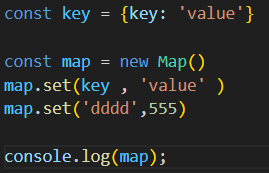 const key = {key: 'value'}
const map = new Map()
map.set(key , 'value' )
map.set('dddd',555)
console.log(map);